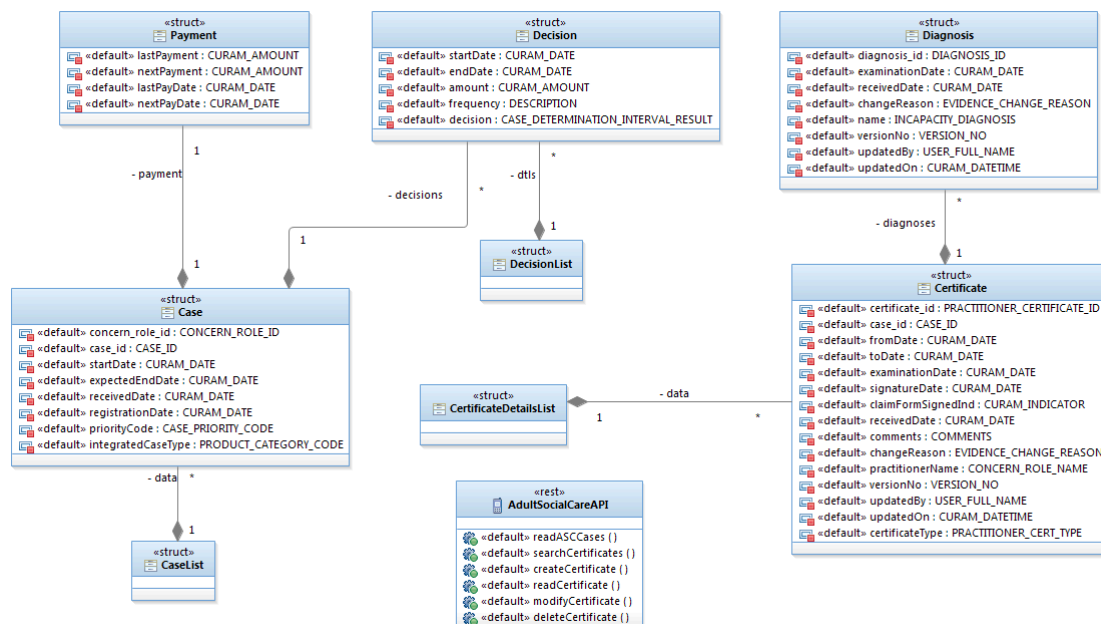 «struct»
Payment
«default» lastPayment : CURAM_AMOUNT
«default» nextPayment : CURAM_AMOUNT
«default» lastPayDate : CURAM_DATE
«default» nextPayDate : CURAM_DATE
«struct»
Decision
«default» startDate : CURAM_DATE
«default» endDate : CURAM_DATE
«default» amount : CURAM_AMOUNT
«default» frequency : DESCRIPTION
«default» decision : CASE_DETERMINATION_INTERVAL_RESULT
«struct»
Diagnosis
«default» diagnosis_id : DIAGNOSIS_ID
«default» examinationDate : CURAM_DATE
«default» receivedDate : CURAM_DATE
«default» changeReason : EVIDENCE_CHANGE_REASON
«default» name : INCAPACITY_DIAGNOSIS
«default» versionNo : VERSION_NO
«default» updatedBy : USER_FULL_NAME
«default» updatedOn : CURAM_DATETIME
1
- payment
1
*
- decisions
1
*
- dtls
1
*
- diagnoses
1
«struct»
DecisionList
«struct»
Case
«default» concern_role_id : CONCERN_ROLE_ID
«default» case_id : CASE_ID
«default» startDate : CURAM_DATE
«default» expectedEndDate : CURAM_DATE
«default» receivedDate : CURAM_DATE
«default» registrationDate : CURAM_DATE
«default» priorityCode : CASE_PRIORITY_CODE
«default» integratedCaseType : PRODUCT_CATEGORY_CODE
«struct»
Certificate
«default» certificate_id : PRACTITIONER_CERTIFICATE_ID
«default» case_id : CASE_ID
«default» fromDate : CURAM_DATE
«default» toDate : CURAM_DATE
«default» examinationDate : CURAM_DATE
«default» signatureDate : CURAM_DATE
«default» claimFormSignedInd : CURAM_INDICATOR
«default» receivedDate : CURAM_DATE
«default» comments : COMMENTS
«default» changeReason : EVIDENCE_CHANGE_REASON
«default» practitionerName : CONCERN_ROLE_NAME
«default» versionNo : VERSION_NO
«default» updatedBy : USER_FULL_NAME
«default» updatedOn : CURAM_DATETIME
«default» certificateType : PRACTITIONER_CERT_TYPE
«struct»
CertificateDetailsList
- data
1
*
- data *
1
«struct»
CaseList
«rest»
AdultSocialCareAPI
«default» readASCCases ( )
«default» searchCertificates ( )
«default» createCertificate ( )
«default» readCertificate ( )
«default» modifyCertificate ( )
«default» deleteCertificate ( )